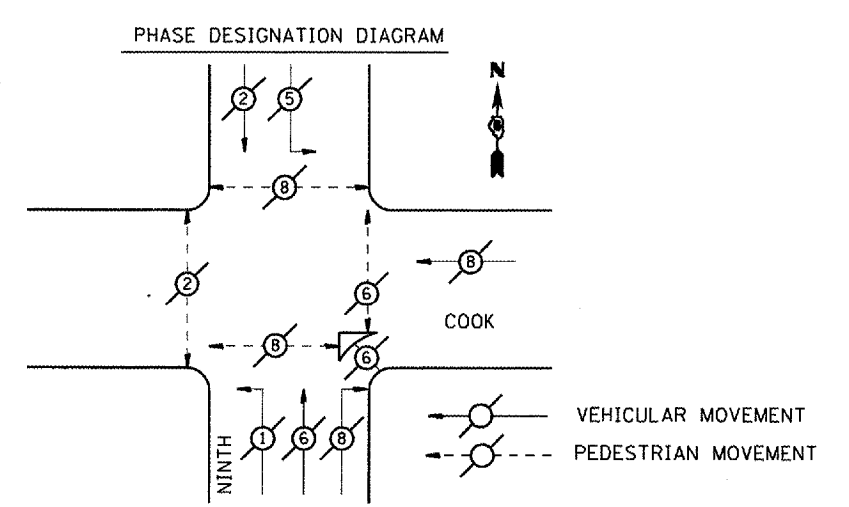 PHASE DESIGNATION DIAGRAM
N
2 5
8
8
2
6
COOK
8
6
1 6 8
NINTH
VEHICULAR MOVEMENT
PEDESTRIAN MOVEMENT